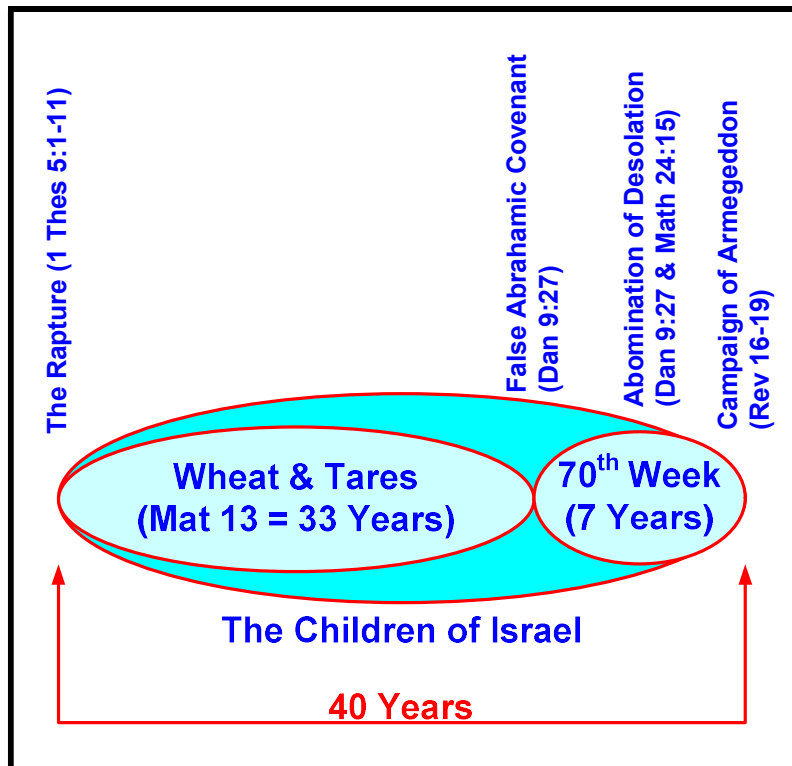 The Rapture (1 Thes 5:1-11)
False Abrahamic Covenant
(Dan 9:27)
Abomination of Desolation
(Dan 9:27 & Math 24:15)
Campaign of Armegeddon
(Rev 16-19)
Wheat & Tares
(Mat 13 = 33 Years)
70th Week
(7 Years)
The Children of Israel
40 Years